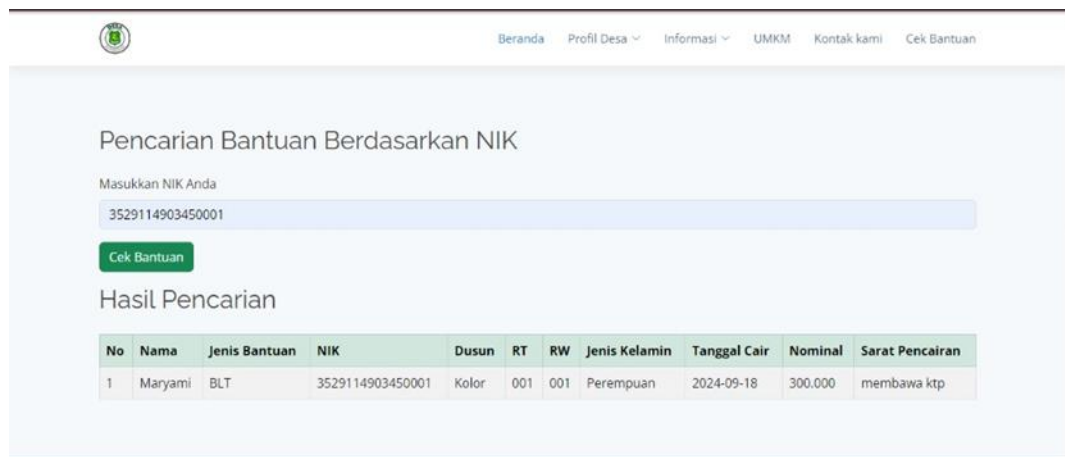 Beranda Profil Desa Informasi UMKM Kontak kami Cek Bantuan
Pencarian Bantuan Berdasarkan NIK
Masukkan NIK Anda
3529114903450001
Cek Bantuan
Hasil Pencarian
No Nama Jenis Bantuan NIK Dusun RT RW Jenis Kelamin Tanggal Cair Nominal Sarat Pencairan
1 Maryami BLT 3529114903450001 Kolor 001 001 Perempuan 2024-09-18 300.000 membawa ktp